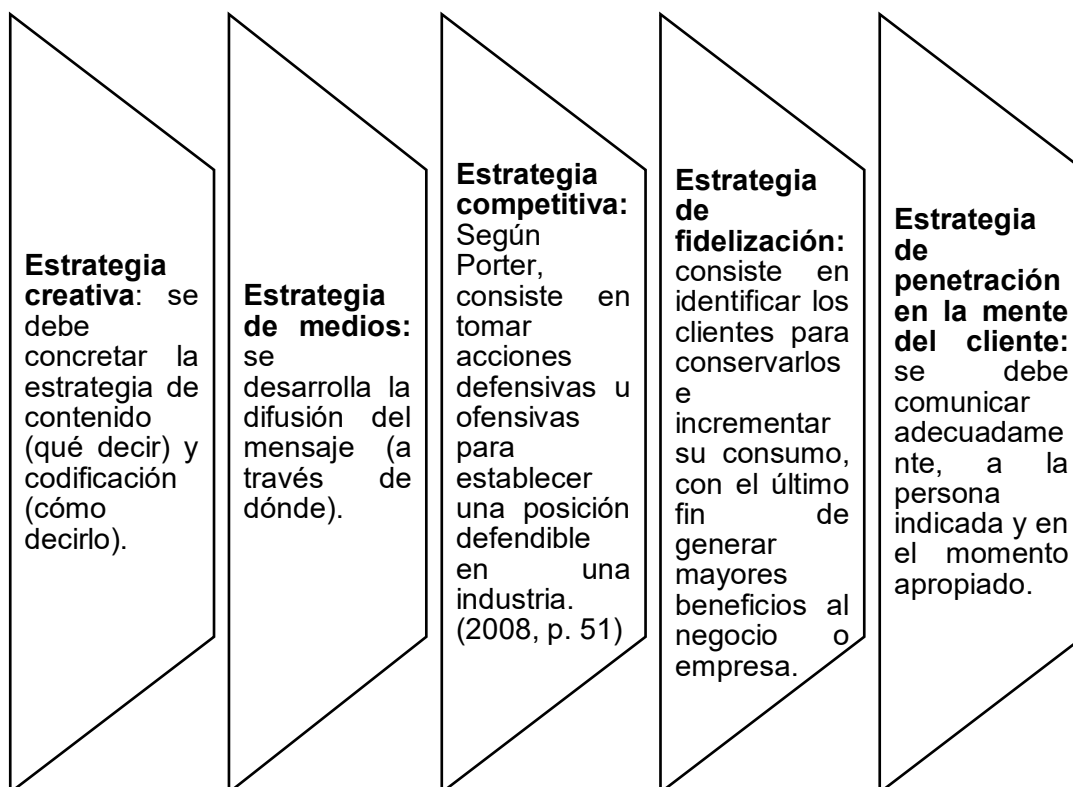 Estrategia
creativa: se
debe
concretar la
estrategia de
contenido
(qué decir) y
codificación
(cómo
decirlo).
Estrategia
de medios:
se
desarrolla la
difusión del
mensaje (a
través de
dónde).
Estrategia
competitiva:
Según
Porter,
consiste en
tomar
acciones
defensivas u
ofensivas
para
establecer
una posición
defendible
en una
industria.
(2008, p. 51)
Estrategia
de
fidelización:
consiste en
identificar los
clientes para
conservarlos
e
incrementar
su consumo,
con el último
fin de
generar
mayores
beneficios al
negocio o
empresa.
Estrategia
de
penetración
en la mente
del cliente:
se debe
comunicar
adecuadame
nte, a la
persona
indicada y en
el momento
apropiado.